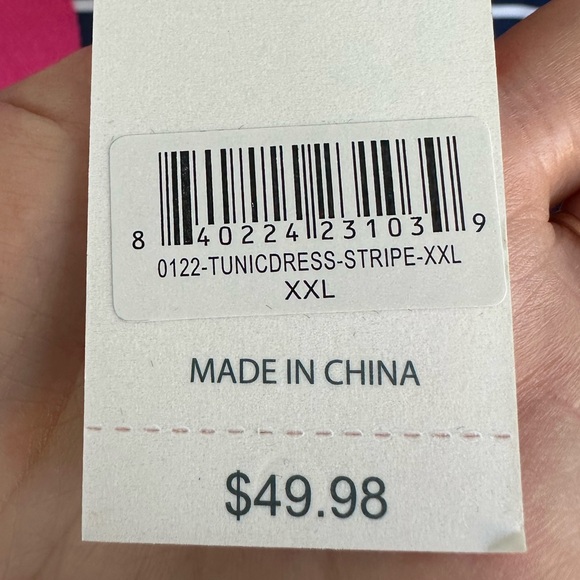 8 40224 23103 9
0122-TUNICDRESS-STRIPE-XXL
XXL
MADE IN CHINA
$49.98